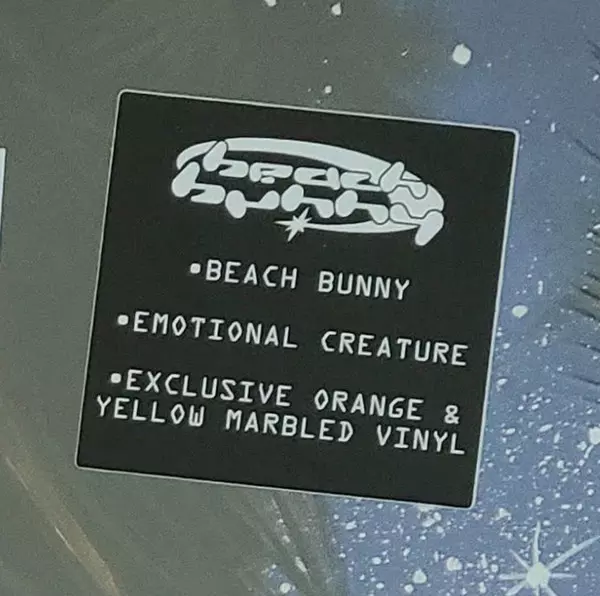 beach
bunny
•BEACH BUNNY
•EMOTIONAL CREATURE
•EXCLUSIVE ORANGE &
YELLOW MARBLED VINYL